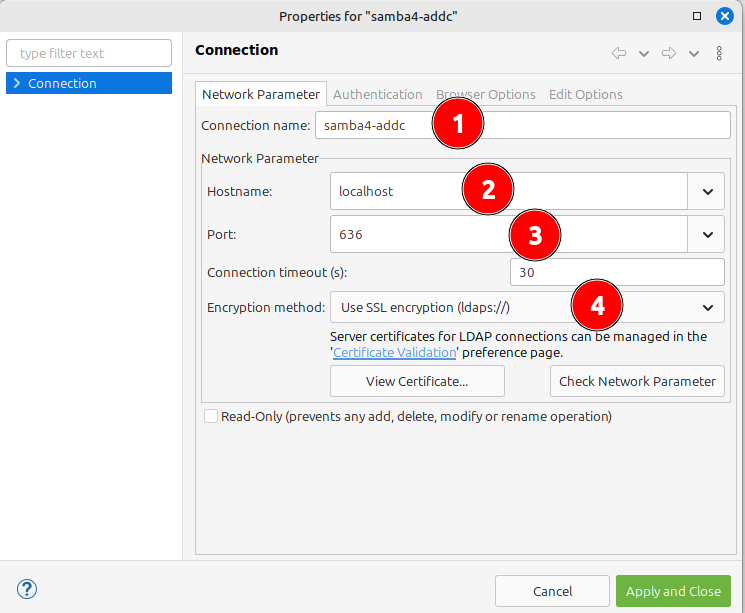 Properties for "samba4-addc"
type filter text
Connection
Connection
Network Parameter Authentication Browser Options Edit Options
Connection name: samba4-addc
1
Network Parameter
Hostname: localhost
2
Port: 636
3
Connection timeout (s): 30
Encryption method: Use SSL encryption (ldaps://)
4
Server certificates for LDAP connections can be managed in the
'Certificate Validation' preference page.
View Certificate... Check Network Parameter
Read-Only (prevents any add, delete, modify or rename operation)
? Cancel Apply and Close